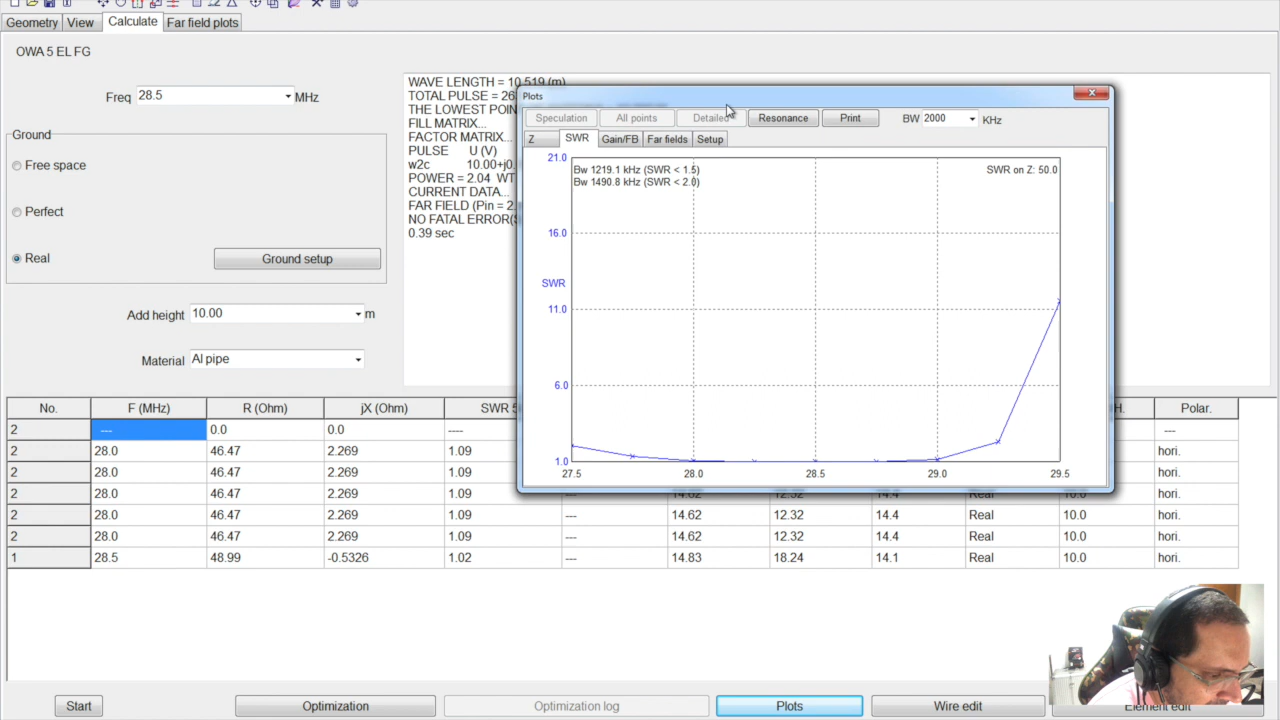 Geometry View Calculate Far field plots
OWA 5 EL FG
Freq 28.5 MHz
Ground
Free space
Perfect
Real
Ground setup
Add height 10.00 m
Material Al pipe
WAVE LENGTH = 10.519 (m)
TOTAL PULSE = 26
THE LOWEST POIN
FILL MATRIX...
FACTOR MATRIX...
PULSE U (V)
w2c 10.00+j0.
POWER = 2.04 WT
CURRENT DATA...
FAR FIELD (Pin = 2.
NO FATAL ERROR(S
0.39 sec
Plots
Speculation All points Detailed Resonance Print BW 2000 KHz
Z SWR Gain/FB Far fields Setup
21.0
Bw 1219.1 kHz (SWR < 1.5) SWR on Z: 50.0
Bw 1490.8 kHz (SWR < 2.0)
16.0
SWR
11.0
6.0
1.0
27.5 28.0 28.5 29.0 29.5
No. F (MHz) R (Ohm) jX (Ohm) SWR 5 H. Polar.
2 --- 0.0 0.0 ---- ---
2 28.0 46.47 2.269 1.09 hori.
2 28.0 46.47 2.269 1.09 hori.
2 28.0 46.47 2.269 1.09 --- 14.62 12.32 14.4 Real 10.0 hori.
2 28.0 46.47 2.269 1.09 --- 14.62 12.32 14.4 Real 10.0 hori.
2 28.0 46.47 2.269 1.09 --- 14.62 12.32 14.4 Real 10.0 hori.
1 28.5 48.99 -0.5326 1.02 --- 14.83 18.24 14.1 Real 10.0 hori.
Start Optimization Optimization log Plots Wire edit Element edit